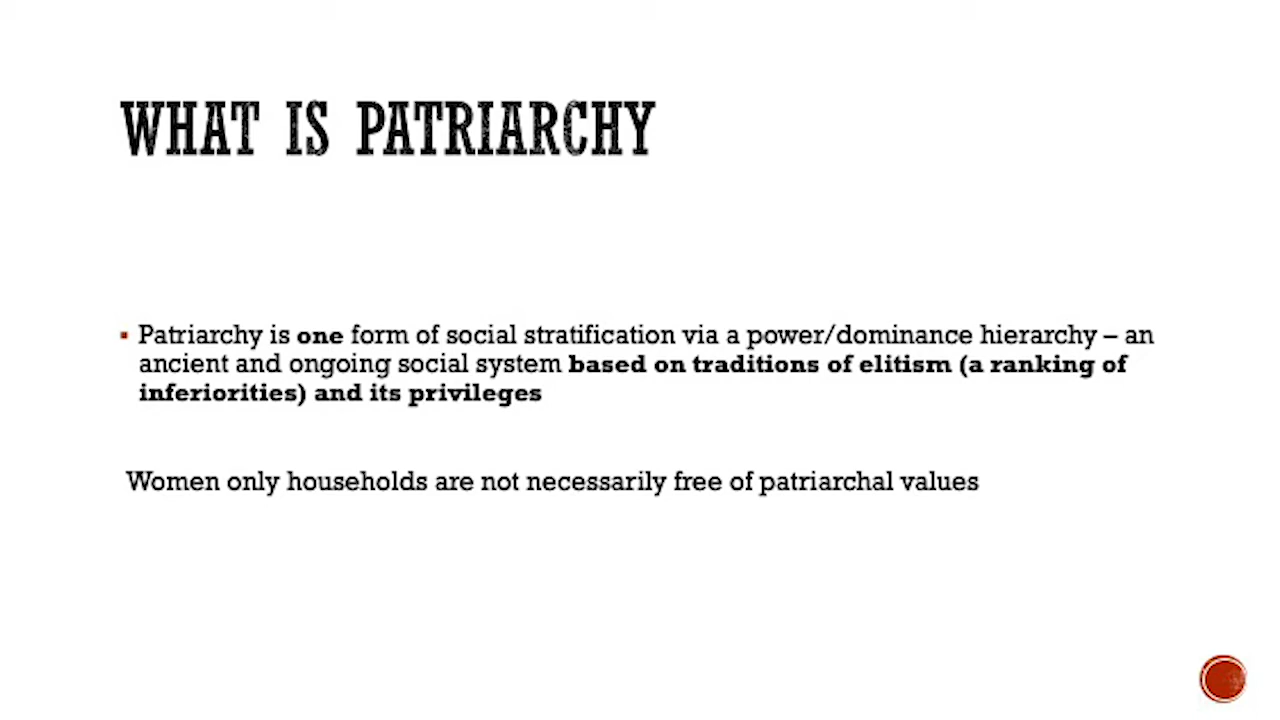 WHAT IS PATRIARCHY
▪ Patriarchy is one form of social stratification via a power/dominance hierarchy – an
ancient and ongoing social system based on traditions of elitism (a ranking of
inferiorities) and its privileges
Women only households are not necessarily free of patriarchal values